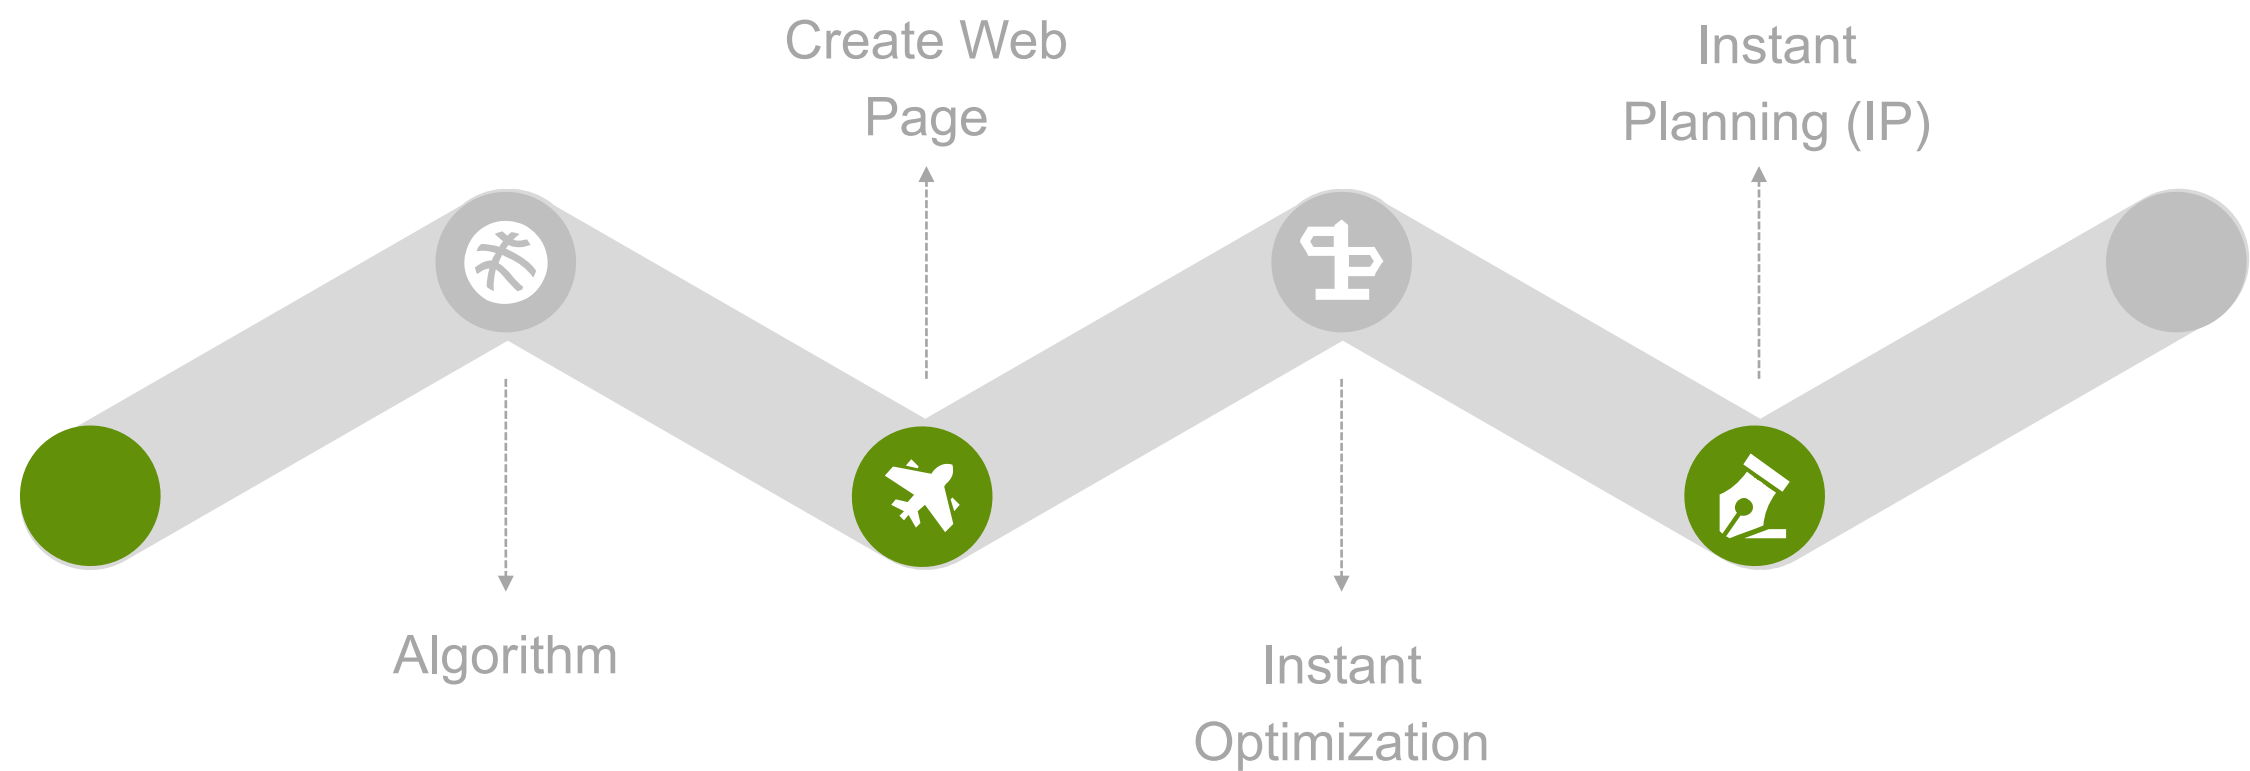 Create Web
Page
Instant
Planning (IP)
Algorithm
Instant
Optimization